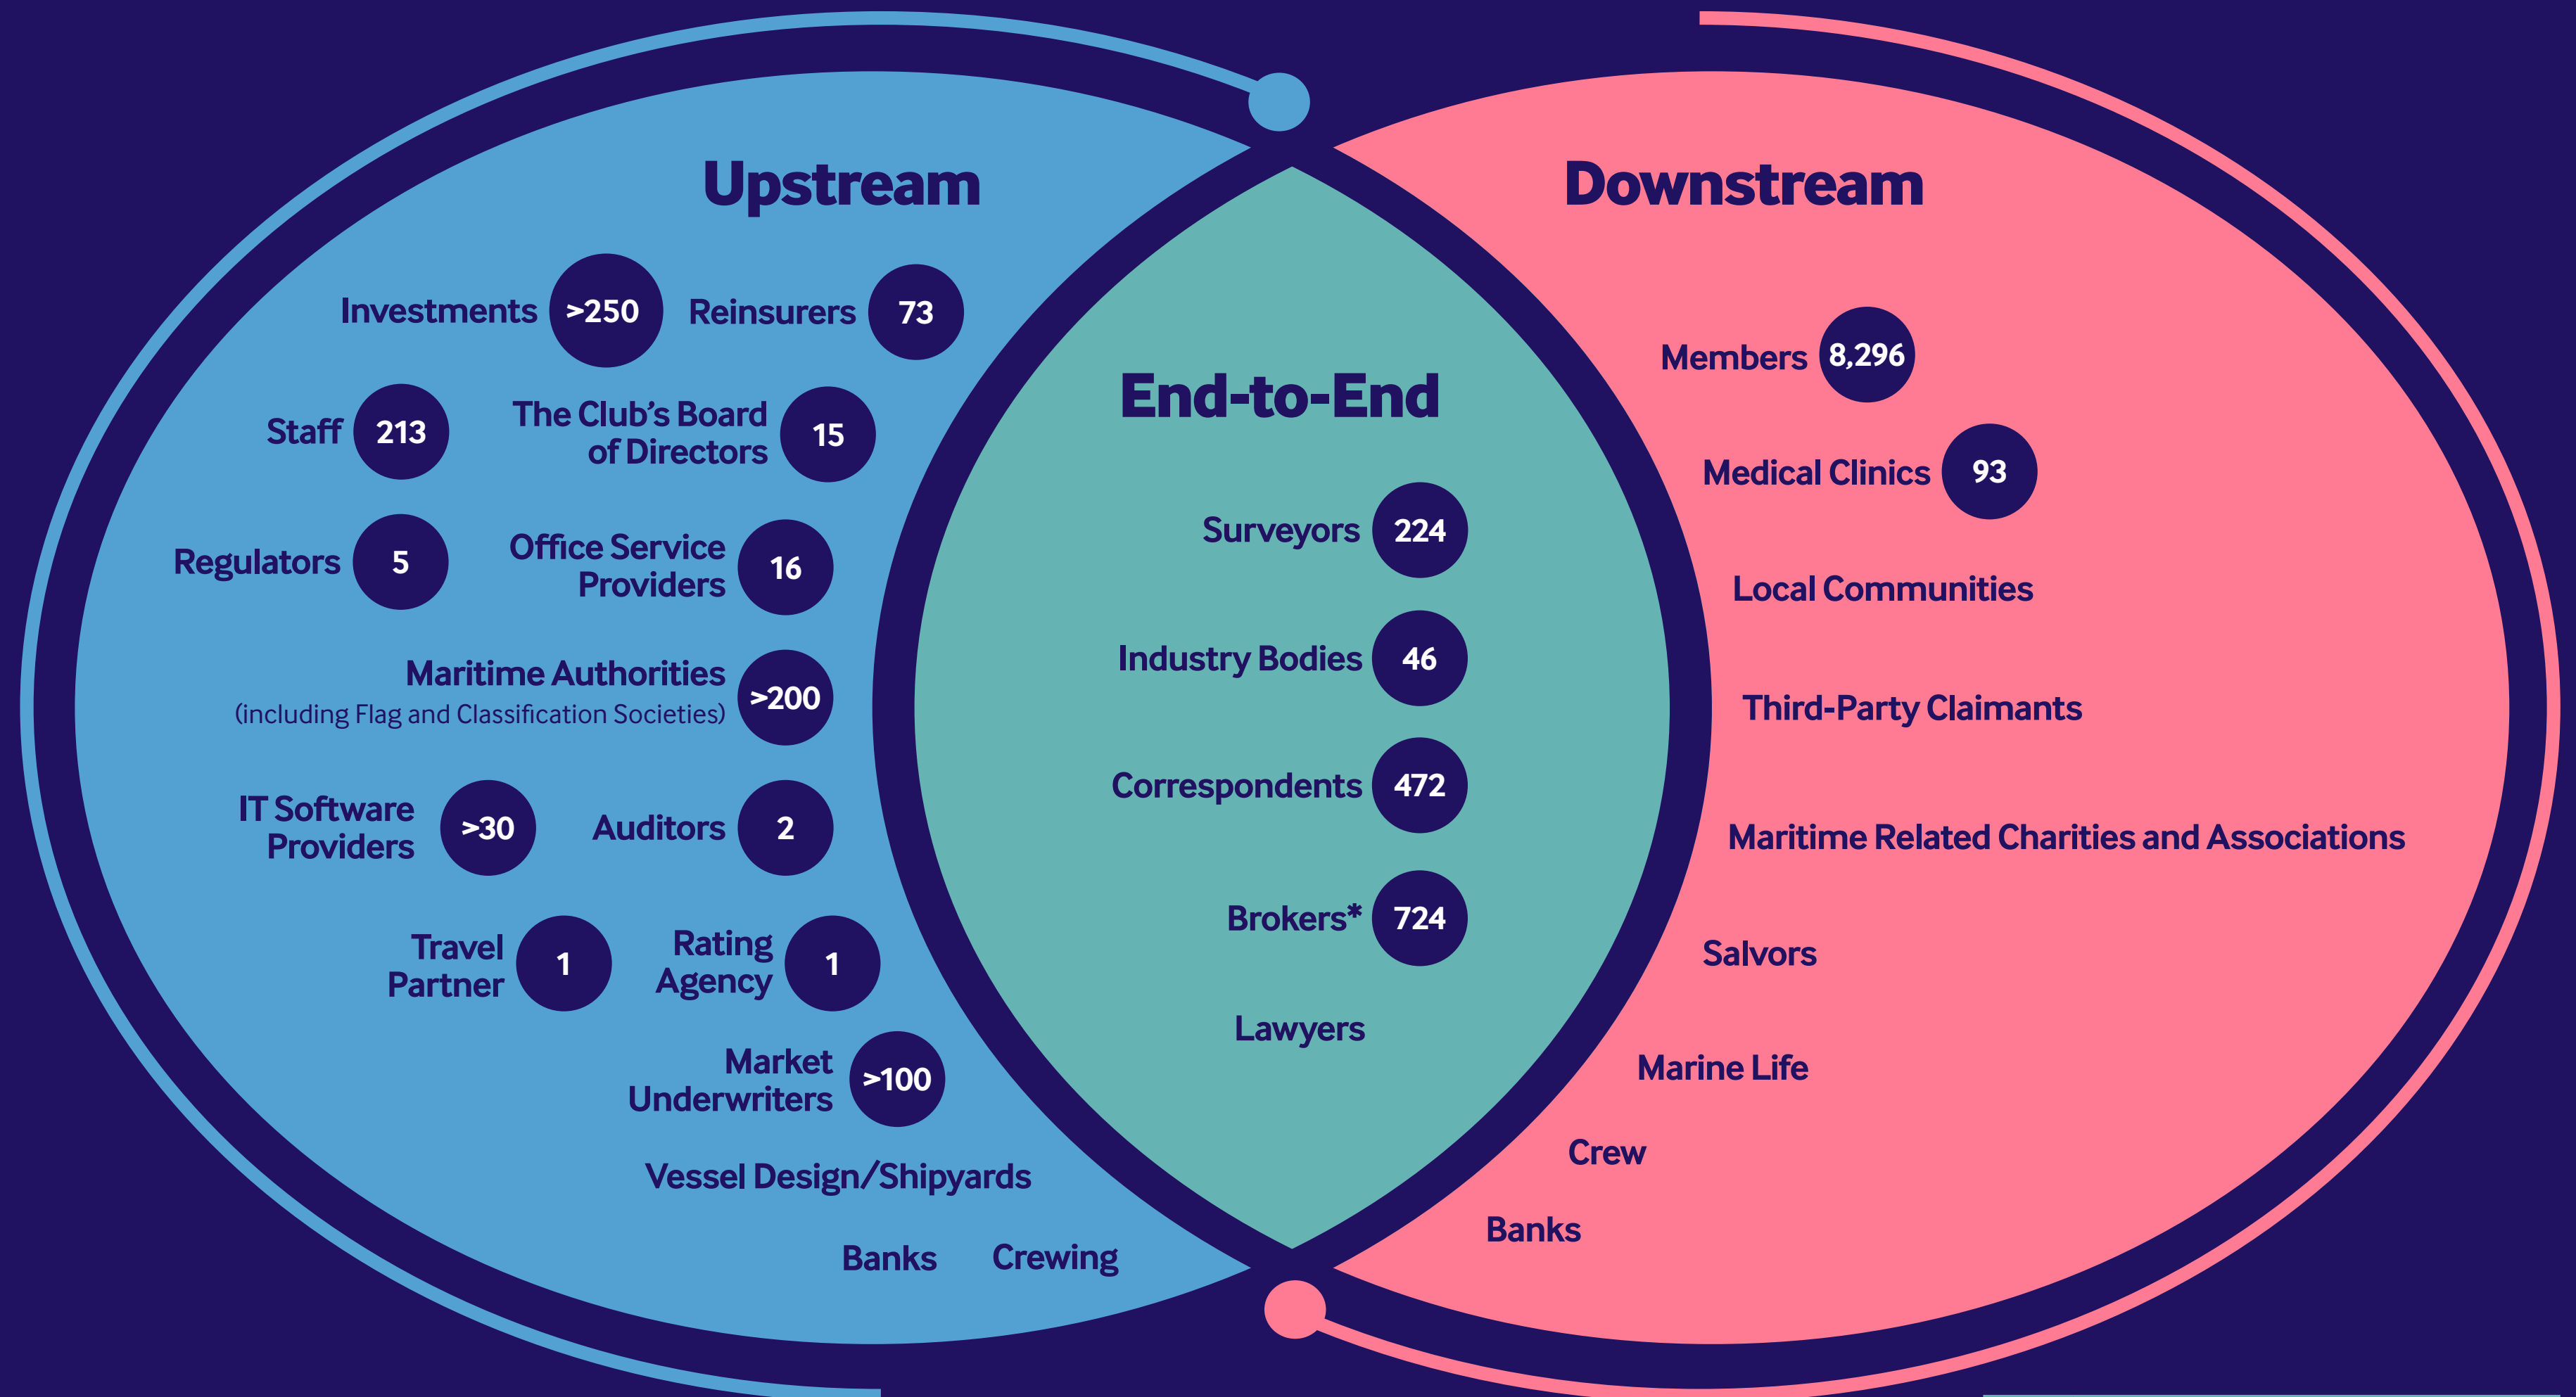 Upstream
Investments >250 Reinsurers 73
Staff 213
The Club's Board
of Directors 15
Regulators 5
Office Service
Providers 16
Maritime Authorities
(including Flag and Classification Societies) >200
IT Software
Providers >30
Auditors 2
Travel
Partner 1
Rating
Agency 1
Market
Underwriters >100
Vessel Design/Shipyards
Banks Crewing
End-to-End
Surveyors 224
Industry Bodies 46
Correspondents 472
Brokers* 724
Lawyers
Downstream
Members 8,296
Medical Clinics 93
Local Communities
Third-Party Claimants
Maritime Related Charities and Associations
Salvors
Marine Life
Crew
Banks